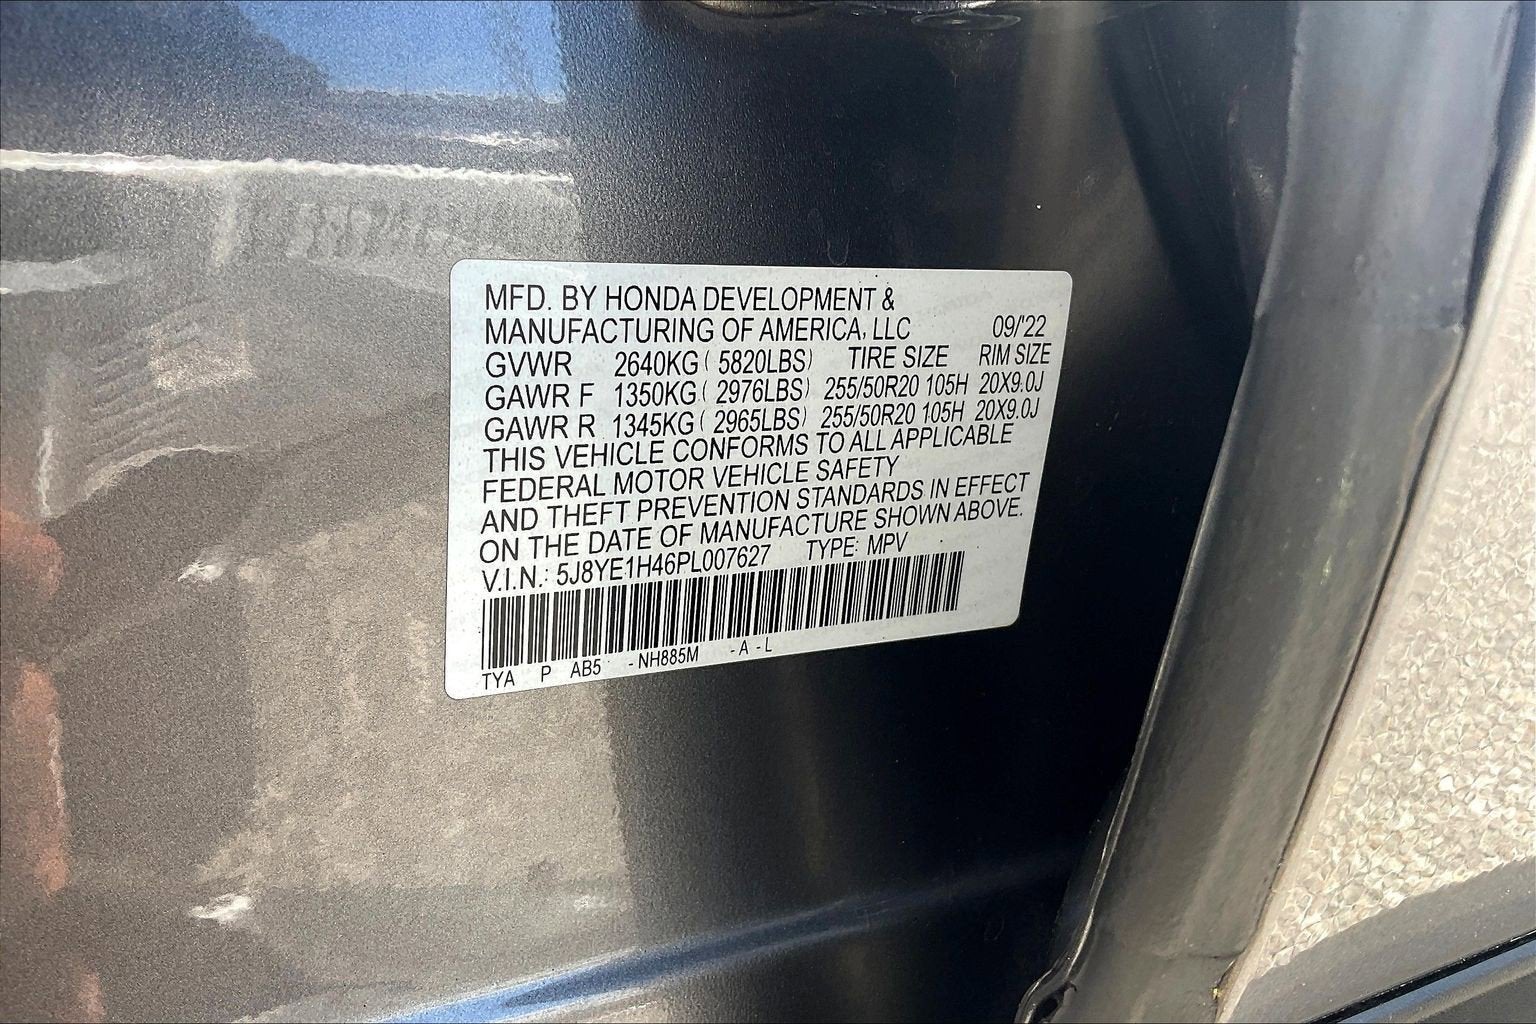 MFD. BY HONDA DEVELOPMENT &
MANUFACTURING OF AMERICA, LLC 09/'22
GVWR 2640KG ( 5820LBS) TIRE SIZE RIM SIZE
GAWR F 1350KG ( 2976LBS) 255/50R20 105H 20X9.0J
GAWR R 1345KG ( 2965LBS) 255/50R20 105H 20X9.0J
THIS VEHICLE CONFORMS TO ALL APPLICABLE
FEDERAL MOTOR VEHICLE SAFETY
AND THEFT PREVENTION STANDARDS IN EFFECT
ON THE DATE OF MANUFACTURE SHOWN ABOVE.
V.I.N.: 5J8YE1H46PL007627 TYPE: MPV
TYA P AB5 -NH885M -A -L